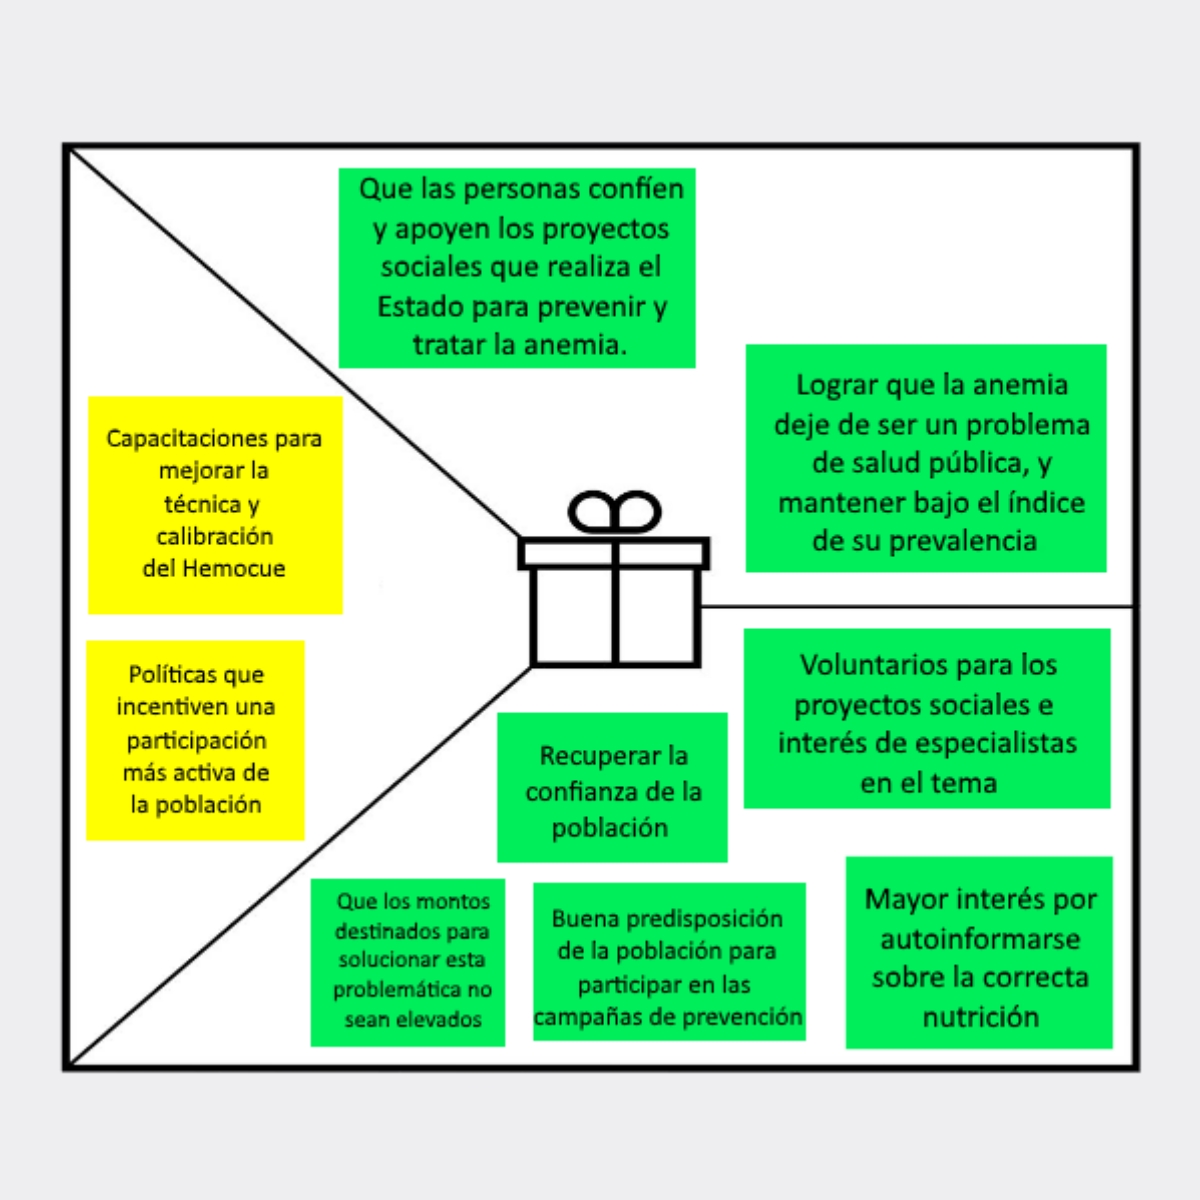 Que las personas confíen
y apoyen los proyectos
sociales que realiza el
Estado para prevenir y
tratar la anemia.
Lograr que la anemia
deje de ser un problema
de salud pública, y
mantener bajo el índice
de su prevalencia
Capacitaciones para
mejorar la
técnica y
calibración
del Hemocue
Políticas que
incentiven una
participación
más activa de
la población
Voluntarios para los
proyectos sociales e
interés de especialistas
en el tema
Recuperar la
confianza de la
población
Que los montos
destinados para
solucionar esta
problemática no
sean elevados
Buena predisposición
de la población para
participar en las
campañas de prevención
Mayor interés por
autoinformarse
sobre la correcta
nutrición